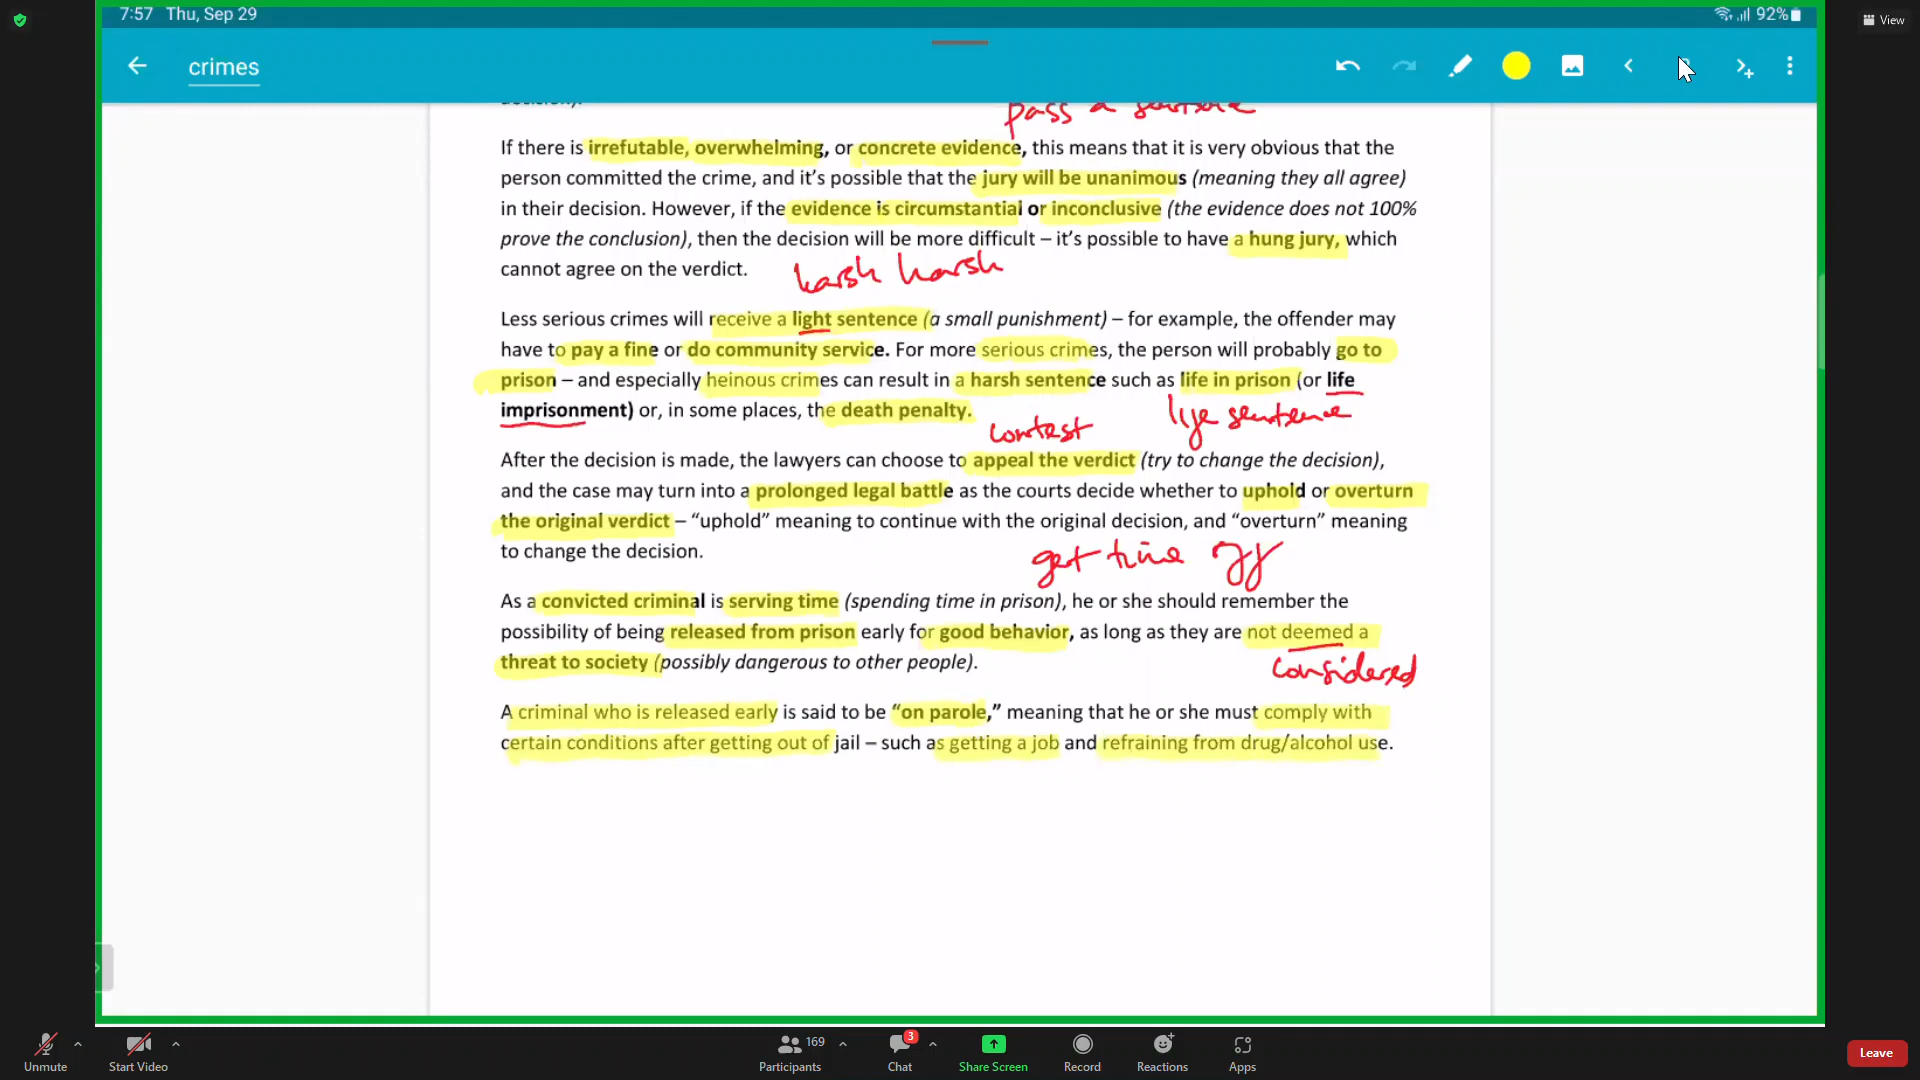 7:57 Thu, Sep 29
92%
View
crimes
decision).
pass a sentence
If there is irrefutable, overwhelming, or concrete evidence, this means that it is very obvious that the
person committed the crime, and it's possible that the jury will be unanimous (meaning they all agree)
in their decision. However, if the evidence is circumstantial or inconclusive (the evidence does not 100%
prove the conclusion), then the decision will be more difficult – it's possible to have a hung jury, which
cannot agree on the verdict.
harsh harsh
Less serious crimes will receive a light sentence (a small punishment) – for example, the offender may
have to pay a fine or do community service. For more serious crimes, the person will probably go to
prison – and especially heinous crimes can result in a harsh sentence such as life in prison (or life
imprisonment) or, in some places, the death penalty.
life sentence
contest
After the decision is made, the lawyers can choose to appeal the verdict (try to change the decision),
and the case may turn into a prolonged legal battle as the courts decide whether to uphold or overturn
the original verdict – “uphold” meaning to continue with the original decision, and “overturn” meaning
to change the decision.
get time off
As a convicted criminal is serving time (spending time in prison), he or she should remember the
possibility of being released from prison early for good behavior, as long as they are not deemed a
threat to society (possibly dangerous to other people).
considered
A criminal who is released early is said to be “on parole,” meaning that he or she must comply with
certain conditions after getting out of jail – such as getting a job and refraining from drug/alcohol use.
169
3
Unmute
Start Video
Participants
Chat
Share Screen
Record
Reactions
Apps
Leave